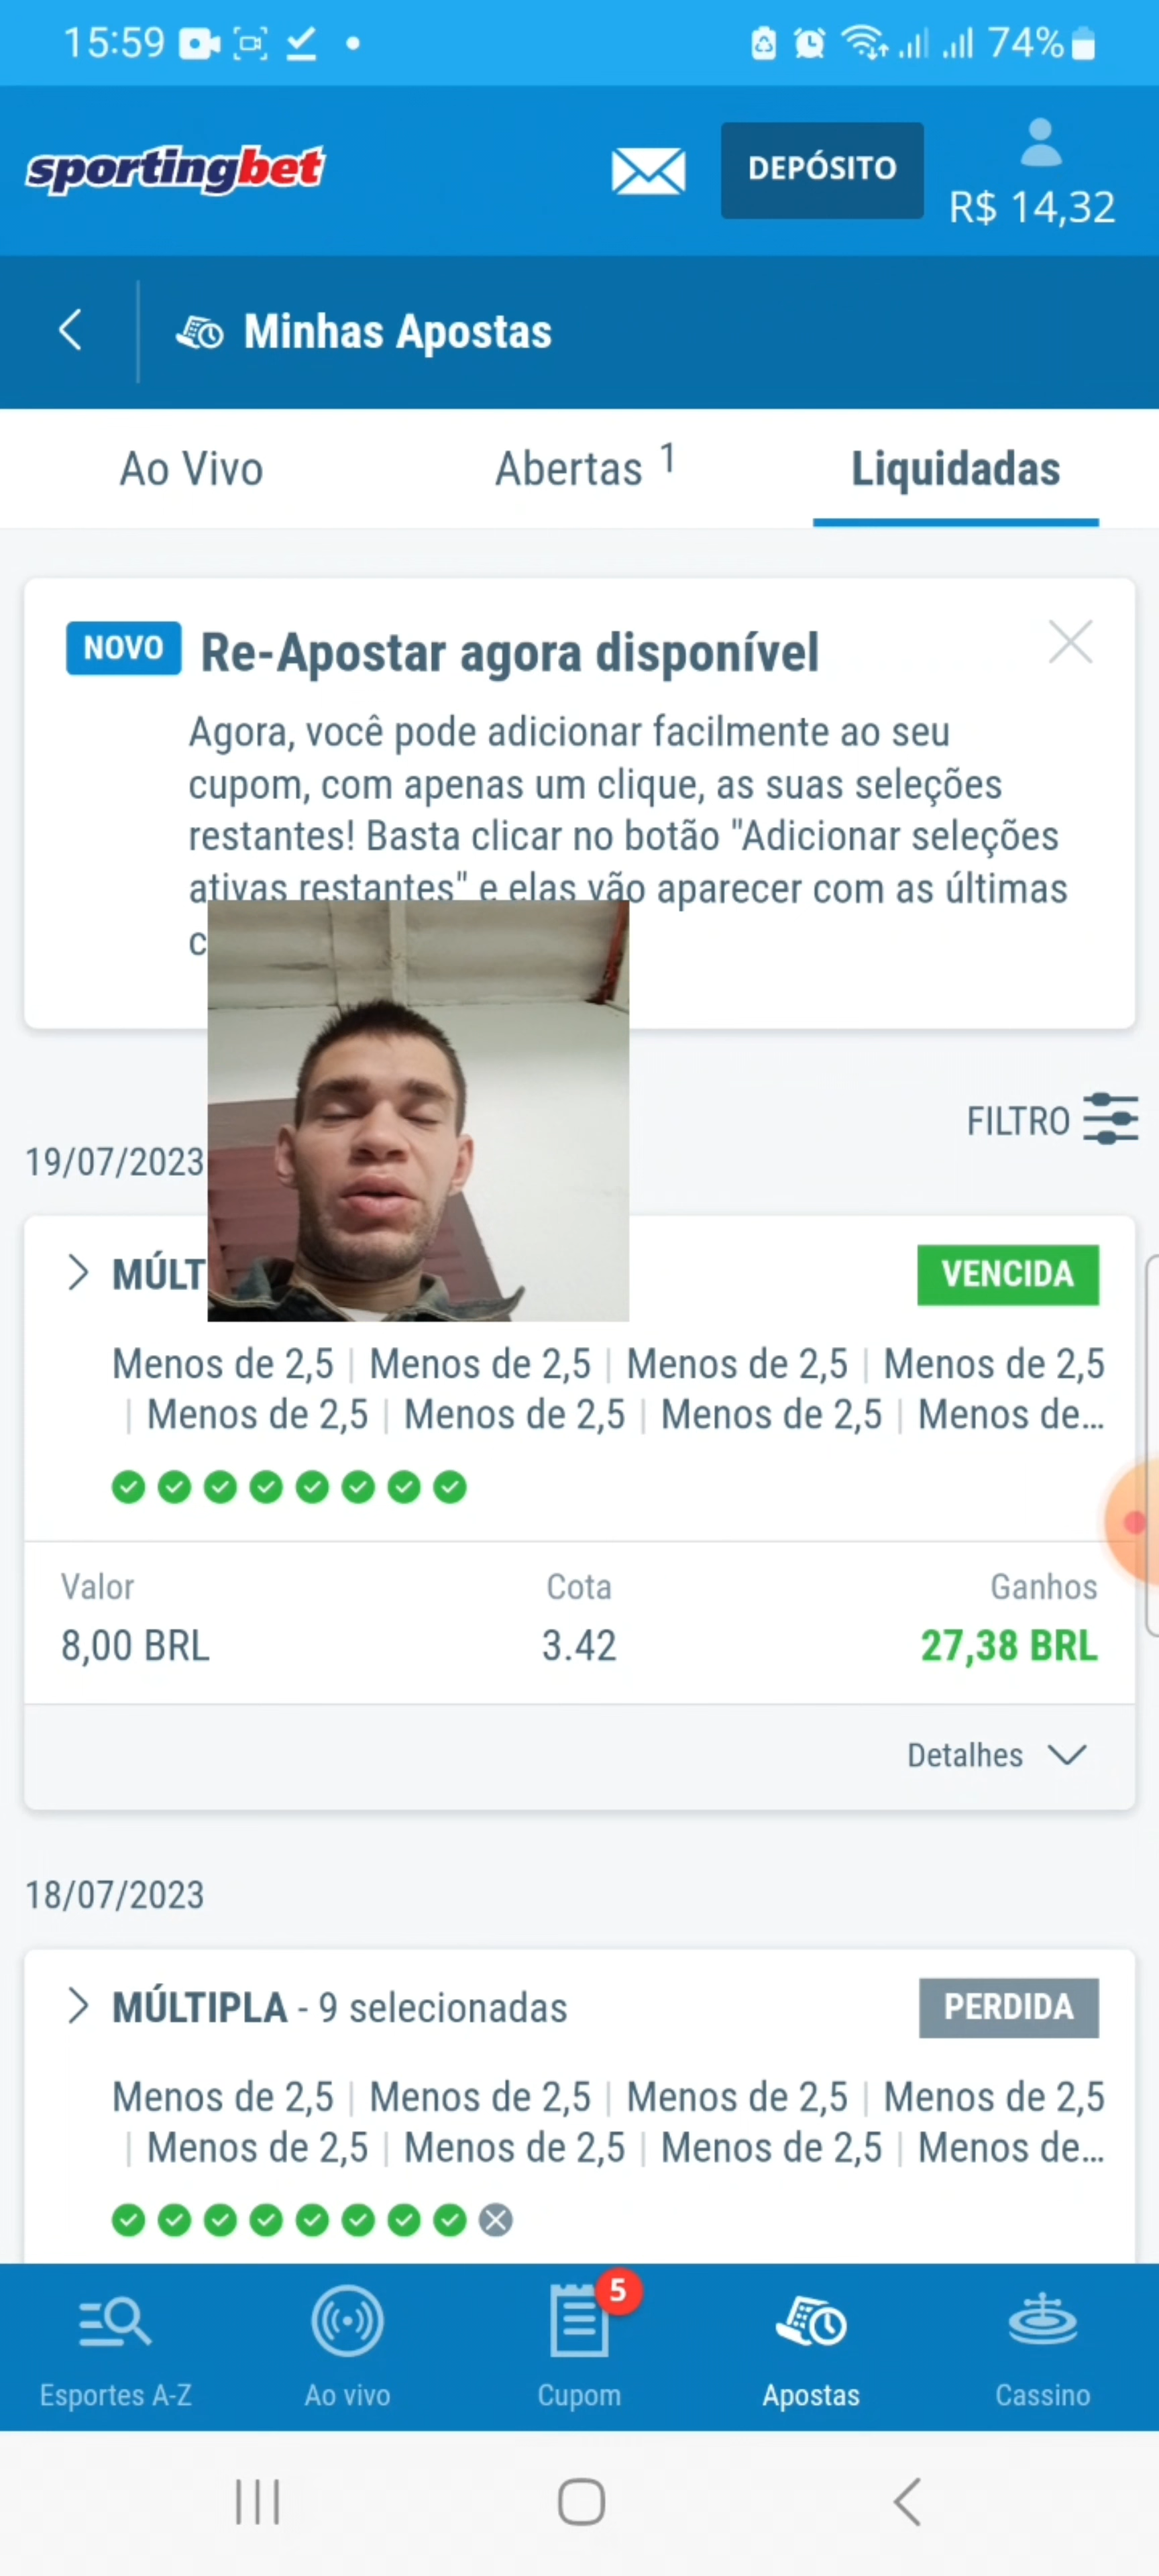 15:59
74%
sportingbet
DEPÓSITO
R$ 14,32
Minhas Apostas
Ao Vivo
Abertas 1
Liquidadas
NOVO Re-Apostar agora disponível
Agora, você pode adicionar facilmente ao seu
cupom, com apenas um clique, as suas seleções
restantes! Basta clicar no botão "Adicionar seleções
ativas restantes" e elas vão aparecer com as últimas
c
FILTRO
19/07/2023
MÚLT
VENCIDA
Menos de 2,5 | Menos de 2,5 | Menos de 2,5 | Menos de 2,5
| Menos de 2,5 | Menos de 2,5 | Menos de 2,5 | Menos de...
Valor
Cota
Ganhos
8,00 BRL
3.42
27,38 BRL
Detalhes
18/07/2023
MÚLTIPLA - 9 selecionadas
PERDIDA
Menos de 2,5 | Menos de 2,5 | Menos de 2,5 | Menos de 2,5
| Menos de 2,5 | Menos de 2,5 | Menos de 2,5 | Menos de...
5
Esportes A-Z
Ao vivo
Cupom
Apostas
Cassino